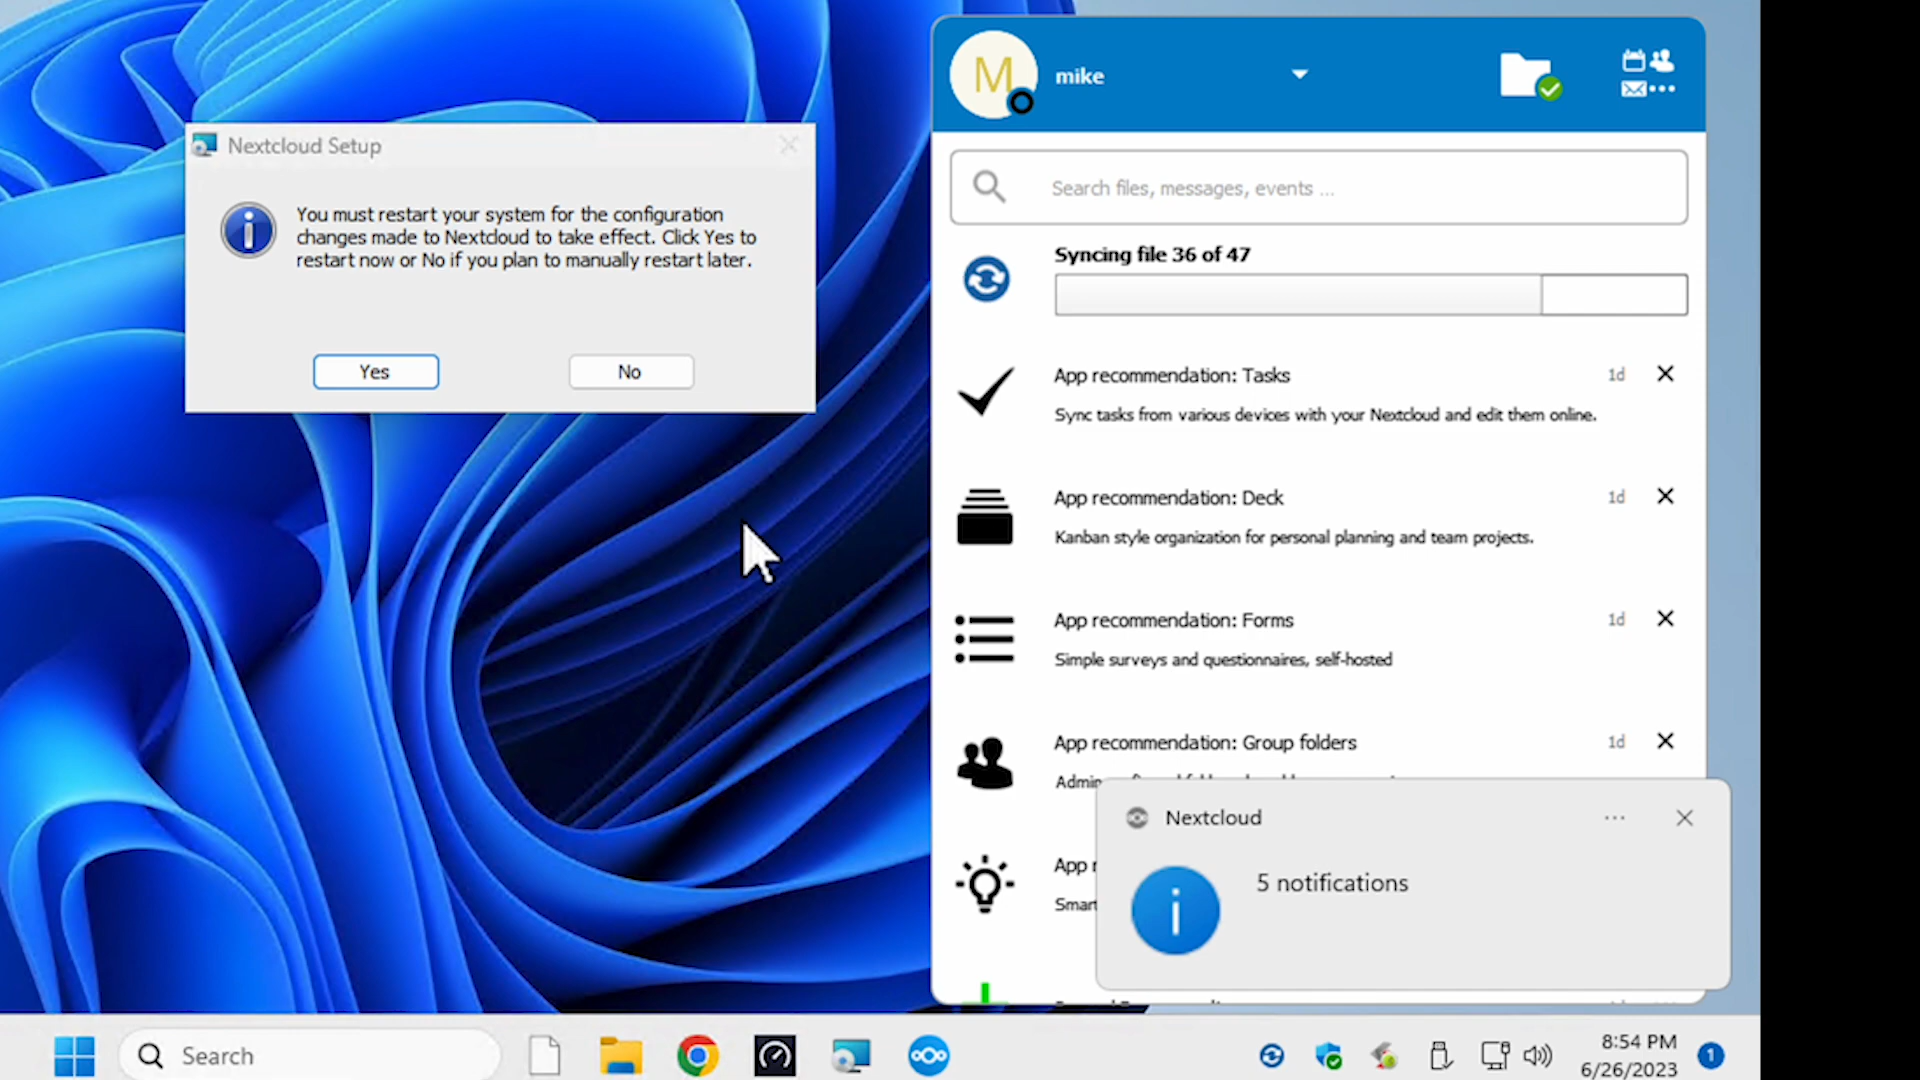 M
mike
Nextcloud Setup
You must restart your system for the configuration
changes made to Nextcloud to take effect. Click Yes to
restart now or No if you plan to manually restart later.
Yes
No
Search files, messages, events ...
Syncing file 36 of 47
App recommendation: Tasks
1d
Sync tasks from various devices with your Nextcloud and edit them online.
App recommendation: Deck
1d
Kanban style organization for personal planning and team projects.
App recommendation: Forms
1d
Simple surveys and questionnaires, self-hosted
App recommendation: Group folders
1d
App
Smart
Nextcloud
5 notifications
Search
8:54 PM
6/26/2023
1